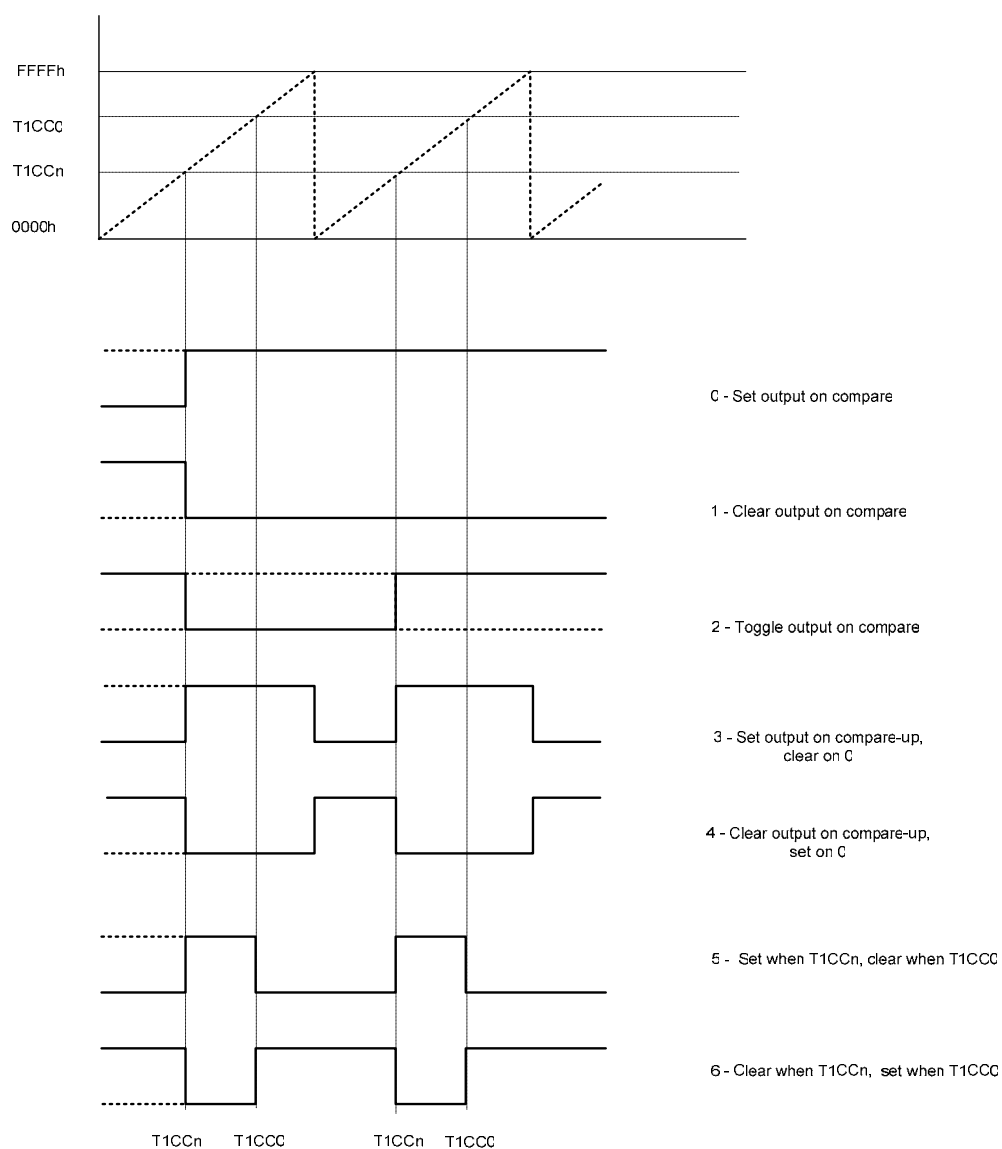 FFFFh
T1CC0
T1CCn
0000h
0 - Set output on compare
1 - Clear output on compare
2 - Toggle output on compare
3 - Set output on compare-up,
clear on 0
4 - Clear output on compare-up,
set on 0
5 - Set when T1CCn, clear when T1CC0
6 - Clear when T1CCn, set when T1CC0
T1CCn T1CC0 T1CCn T1CC0